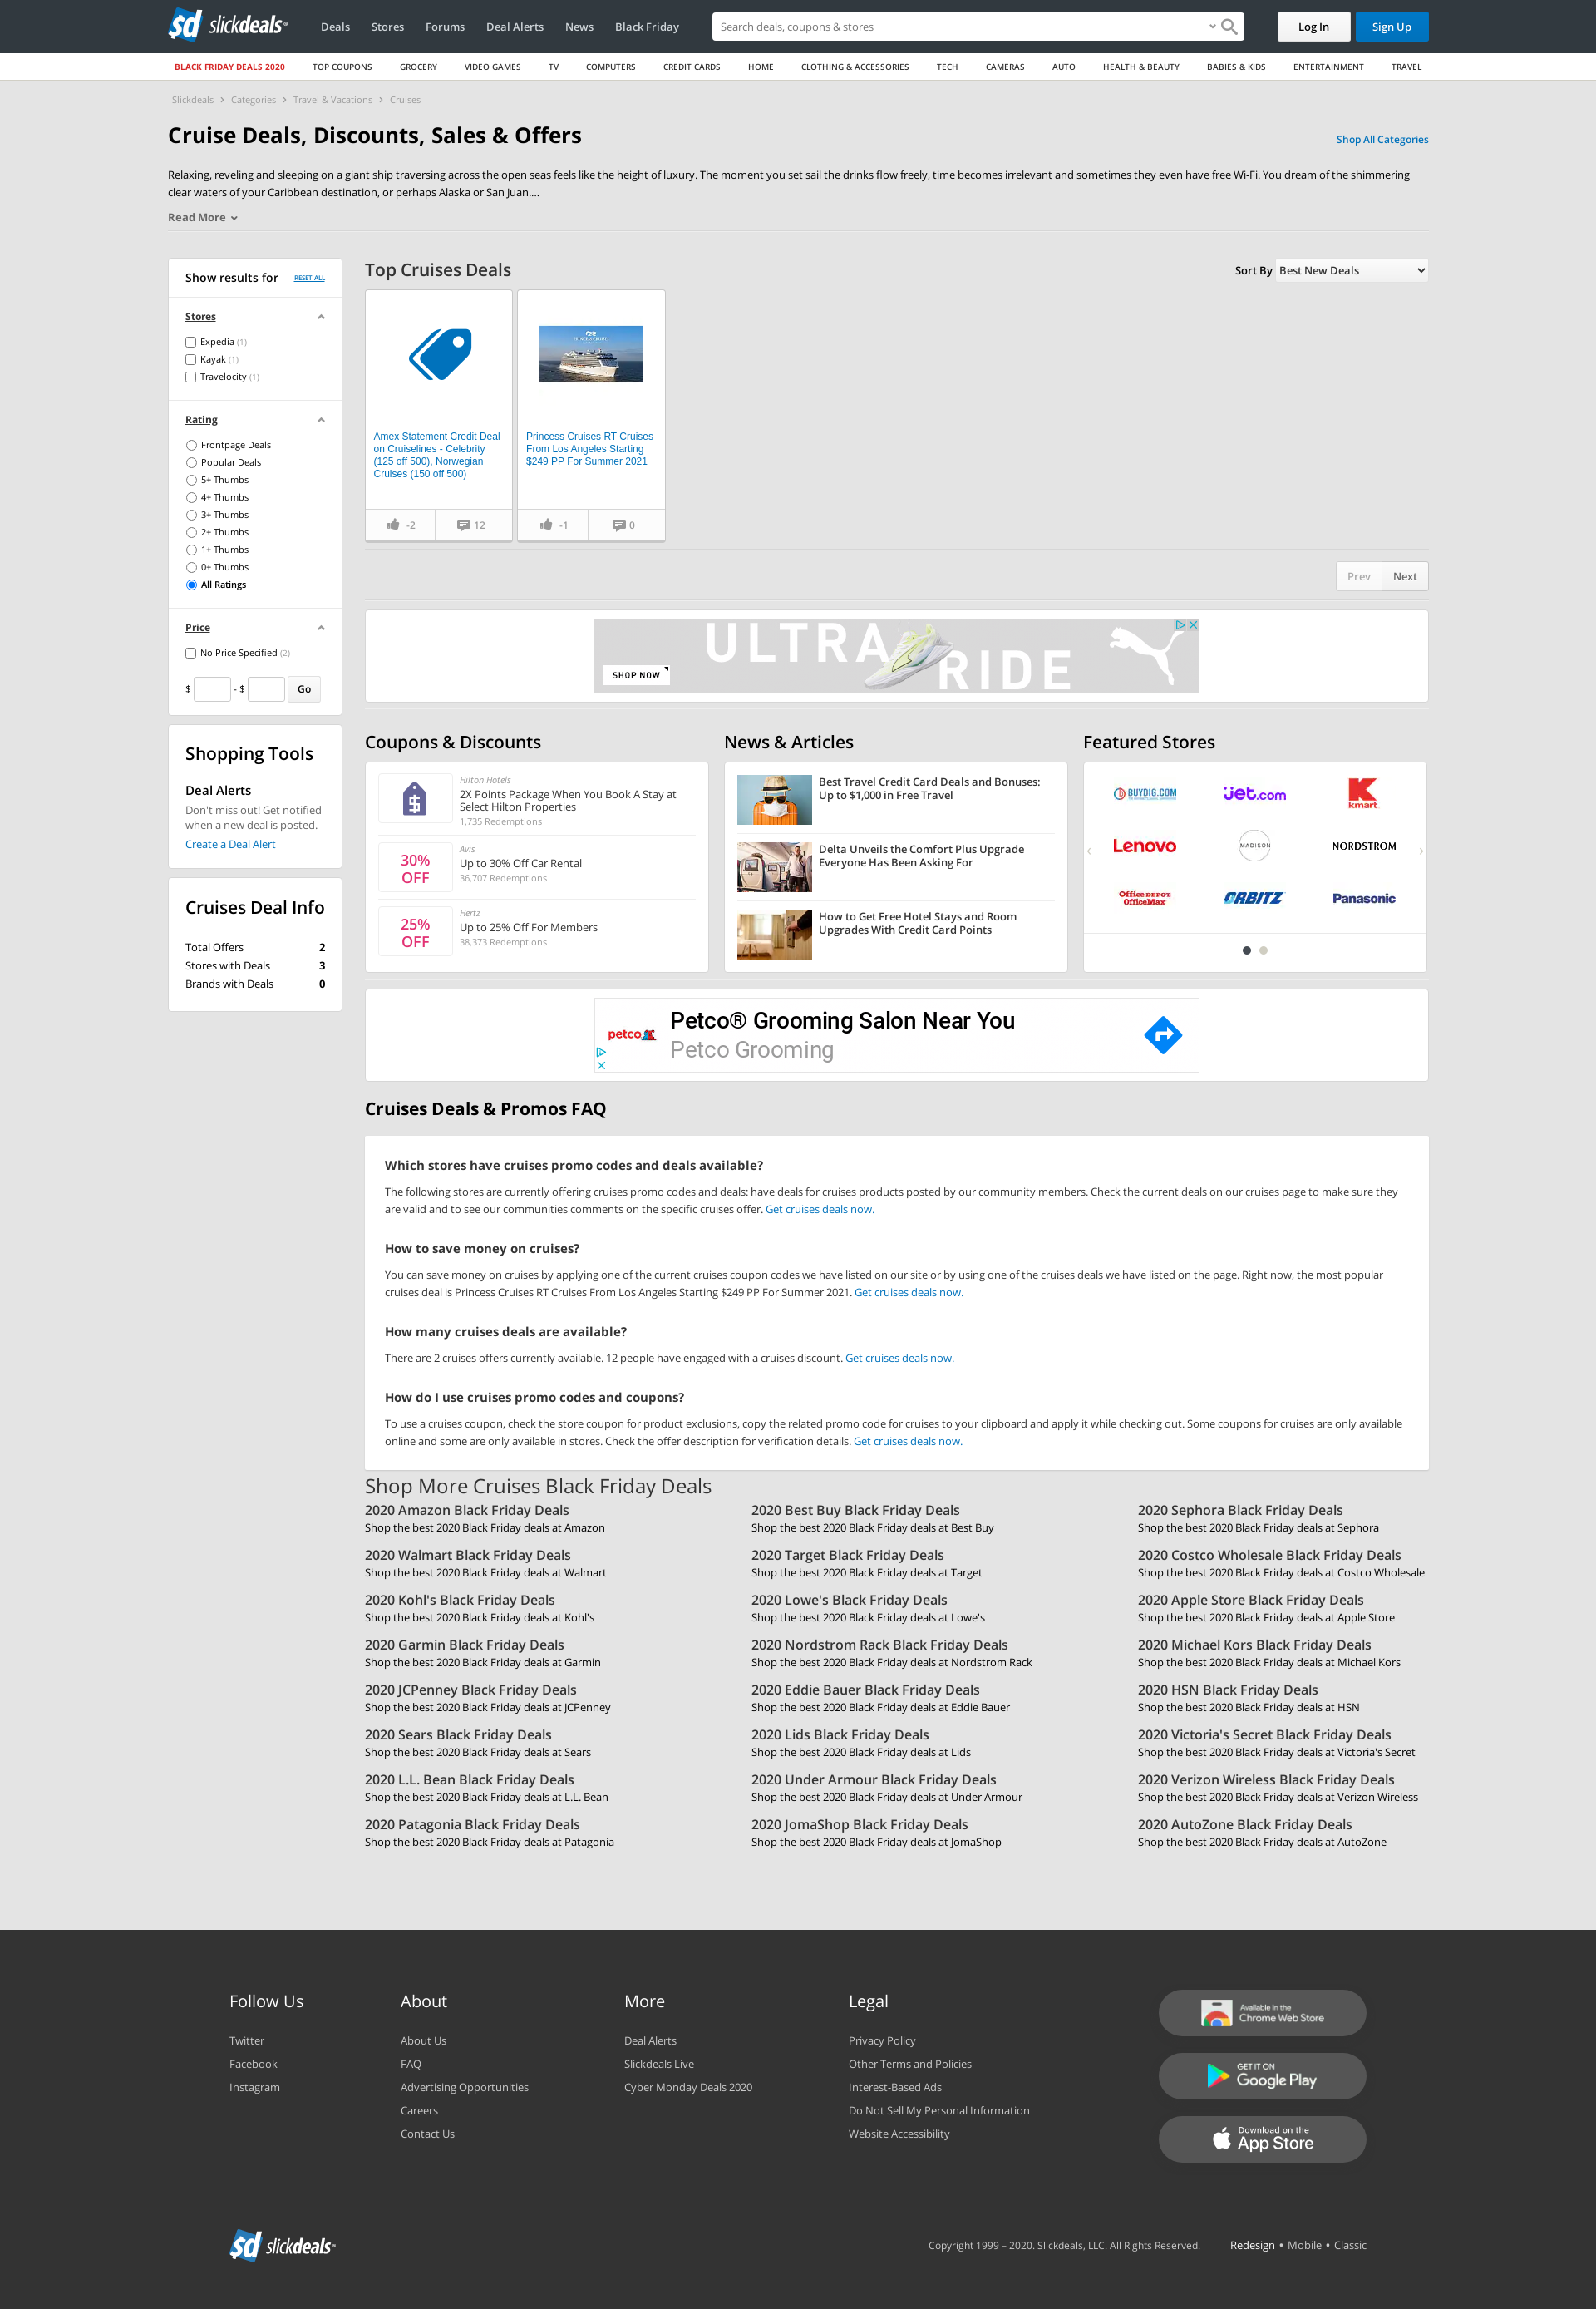 sd slickdeals
Deals Stores Forums Deal Alerts News Black Friday
Search deals, coupons & stores
Log In
Sign Up
BLACK FRIDAY DEALS 2020 TOP COUPONS GROCERY VIDEO GAMES TV COMPUTERS CREDIT CARDS HOME CLOTHING & ACCESSORIES TECH CAMERAS AUTO HEALTH & BEAUTY BABIES & KIDS ENTERTAINMENT TRAVEL
Slickdeals › Categories › Travel & Vacations › Cruises
Cruise Deals, Discounts, Sales & Offers
Shop All Categories
Relaxing, reveling and sleeping on a giant ship traversing across the open seas feels like the height of luxury. The moment you set sail the drinks flow freely, time becomes irrelevant and sometimes they even have free Wi-Fi. You dream of the shimmering
clear waters of your Caribbean destination, or perhaps Alaska or San Juan....
Read More
Show results for RESET ALL
Stores
Expedia (1)
Kayak (1)
Travelocity (1)
Rating
Frontpage Deals
Popular Deals
5+ Thumbs
4+ Thumbs
3+ Thumbs
2+ Thumbs
1+ Thumbs
0+ Thumbs
All Ratings
Price
No Price Specified (2)
$ - $ Go
Shopping Tools
Deal Alerts
Don't miss out! Get notified
when a new deal is posted.
Create a Deal Alert
Cruises Deal Info
Total Offers 2
Stores with Deals 3
Brands with Deals 0
Top Cruises Deals
Sort By Best New Deals
Amex Statement Credit Deal
on Cruiselines - Celebrity
(125 off 500), Norwegian
Cruises (150 off 500)
-2 12
PRINCESS CRUISES
Princess Cruises RT Cruises
From Los Angeles Starting
$249 PP For Summer 2021
-1 0
Prev Next
ULTRA
RIDE
SHOP NOW
Coupons & Discounts
Hilton Hotels
2X Points Package When You Book A Stay at
Select Hilton Properties
1,735 Redemptions
30%
OFF
Avis
Up to 30% Off Car Rental
36,707 Redemptions
25%
OFF
Hertz
Up to 25% Off For Members
38,373 Redemptions
News & Articles
Best Travel Credit Card Deals and Bonuses:
Up to $1,000 in Free Travel
Delta Unveils the Comfort Plus Upgrade
Everyone Has Been Asking For
How to Get Free Hotel Stays and Room
Upgrades With Credit Card Points
Featured Stores
BUYDIG.COM
jet.com
K
kmart
Lenovo
MADISON
NORDSTROM
Office DEPOT
OfficeMax
ORBITZ
Panasonic
petco
Petco® Grooming Salon Near You
Petco Grooming
Cruises Deals & Promos FAQ
Which stores have cruises promo codes and deals available?
The following stores are currently offering cruises promo codes and deals: have deals for cruises products posted by our community members. Check the current deals on our cruises page to make sure they
are valid and to see our communities comments on the specific cruises offer. Get cruises deals now.
How to save money on cruises?
You can save money on cruises by applying one of the current cruises coupon codes we have listed on our site or by using one of the cruises deals we have listed on the page. Right now, the most popular
cruises deal is Princess Cruises RT Cruises From Los Angeles Starting $249 PP For Summer 2021. Get cruises deals now.
How many cruises deals are available?
There are 2 cruises offers currently available. 12 people have engaged with a cruises discount. Get cruises deals now.
How do I use cruises promo codes and coupons?
To use a cruises coupon, check the store coupon for product exclusions, copy the related promo code for cruises to your clipboard and apply it while checking out. Some coupons for cruises are only available
online and some are only available in stores. Check the offer description for verification details. Get cruises deals now.
Shop More Cruises Black Friday Deals
2020 Amazon Black Friday Deals 2020 Best Buy Black Friday Deals 2020 Sephora Black Friday Deals
Shop the best 2020 Black Friday deals at Amazon Shop the best 2020 Black Friday deals at Best Buy Shop the best 2020 Black Friday deals at Sephora
2020 Walmart Black Friday Deals 2020 Target Black Friday Deals 2020 Costco Wholesale Black Friday Deals
Shop the best 2020 Black Friday deals at Walmart Shop the best 2020 Black Friday deals at Target Shop the best 2020 Black Friday deals at Costco Wholesale
2020 Kohl's Black Friday Deals 2020 Lowe's Black Friday Deals 2020 Apple Store Black Friday Deals
Shop the best 2020 Black Friday deals at Kohl's Shop the best 2020 Black Friday deals at Lowe's Shop the best 2020 Black Friday deals at Apple Store
2020 Garmin Black Friday Deals 2020 Nordstrom Rack Black Friday Deals 2020 Michael Kors Black Friday Deals
Shop the best 2020 Black Friday deals at Garmin Shop the best 2020 Black Friday deals at Nordstrom Rack Shop the best 2020 Black Friday deals at Michael Kors
2020 JCPenney Black Friday Deals 2020 Eddie Bauer Black Friday Deals 2020 HSN Black Friday Deals
Shop the best 2020 Black Friday deals at JCPenney Shop the best 2020 Black Friday deals at Eddie Bauer Shop the best 2020 Black Friday deals at HSN
2020 Sears Black Friday Deals 2020 Lids Black Friday Deals 2020 Victoria's Secret Black Friday Deals
Shop the best 2020 Black Friday deals at Sears Shop the best 2020 Black Friday deals at Lids Shop the best 2020 Black Friday deals at Victoria's Secret
2020 L.L. Bean Black Friday Deals 2020 Under Armour Black Friday Deals 2020 Verizon Wireless Black Friday Deals
Shop the best 2020 Black Friday deals at L.L. Bean Shop the best 2020 Black Friday deals at Under Armour Shop the best 2020 Black Friday deals at Verizon Wireless
2020 Patagonia Black Friday Deals 2020 JomaShop Black Friday Deals 2020 AutoZone Black Friday Deals
Shop the best 2020 Black Friday deals at Patagonia Shop the best 2020 Black Friday deals at JomaShop Shop the best 2020 Black Friday deals at AutoZone
Follow Us
Twitter
Facebook
Instagram
About
About Us
FAQ
Advertising Opportunities
Careers
Contact Us
More
Deal Alerts
Slickdeals Live
Cyber Monday Deals 2020
Legal
Privacy Policy
Other Terms and Policies
Interest-Based Ads
Do Not Sell My Personal Information
Website Accessibility
Available in the
Chrome Web Store
GET IT ON
Google Play
Download on the
App Store
sd slickdeals
Copyright 1999 – 2020. Slickdeals, LLC. All Rights Reserved. Redesign • Mobile • Classic